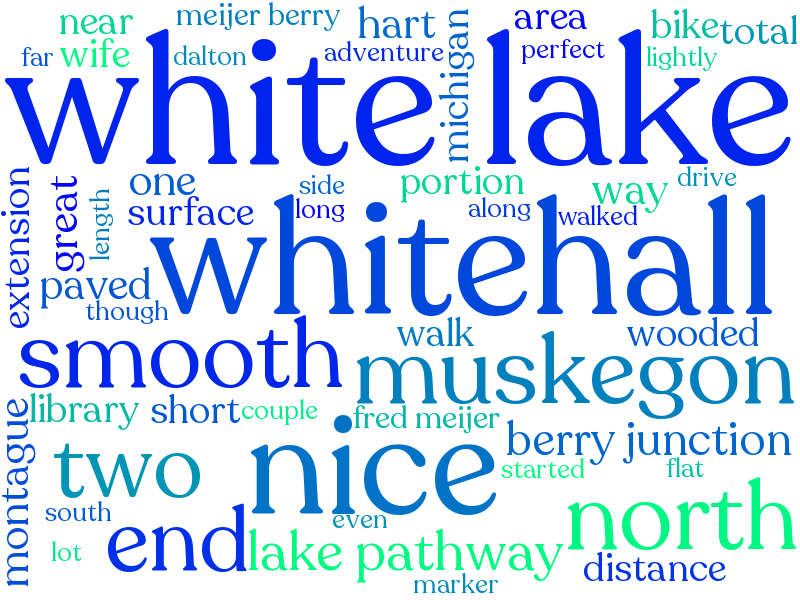 near
meijer berry
hart
area
bike
total
far
wife
dalton
adventure
michigan
perfect
lightly
white lake
extension
great
length
one
side
portion
way
drive
surface
long
along
walked
whitehall
paved
though
smooth
walk
wooded
muskegon
montague
library
short
couple
fred meijer
berry junction
two
nice
started
flat
south
end
even
north
lot
lake pathway
distance
marker